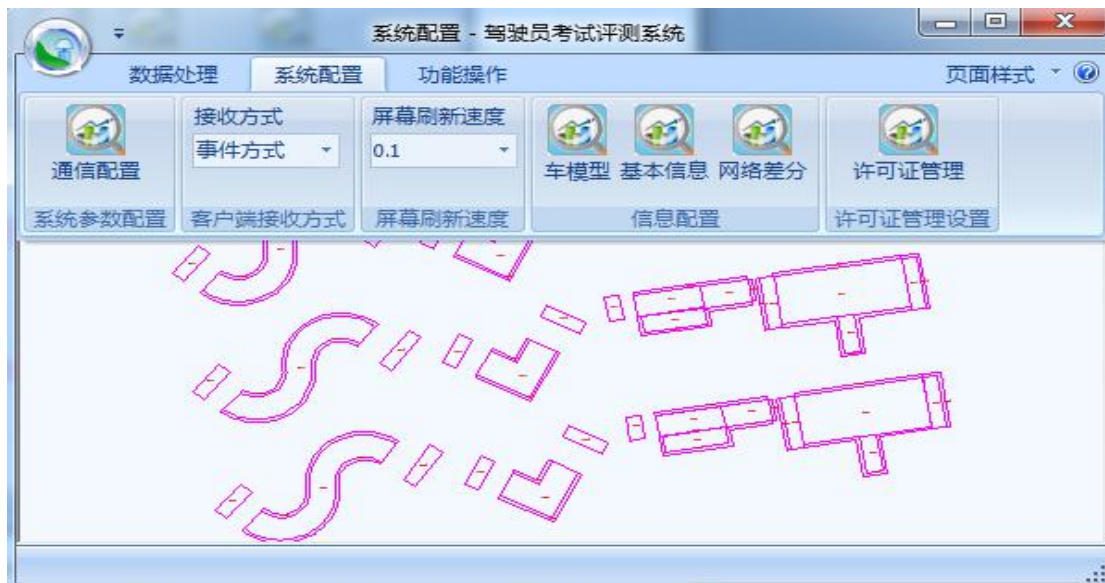 系统配置 - 驾驶员考试评测系统
数据处理 系统配置 功能操作 页面样式
接收方式 屏幕刷新速度
事件方式 0.1
通信配置 车模型 基本信息 网络差分 许可证管理
系统参数配置 客户端接收方式 屏幕刷新速度 信息配置 许可证管理设置